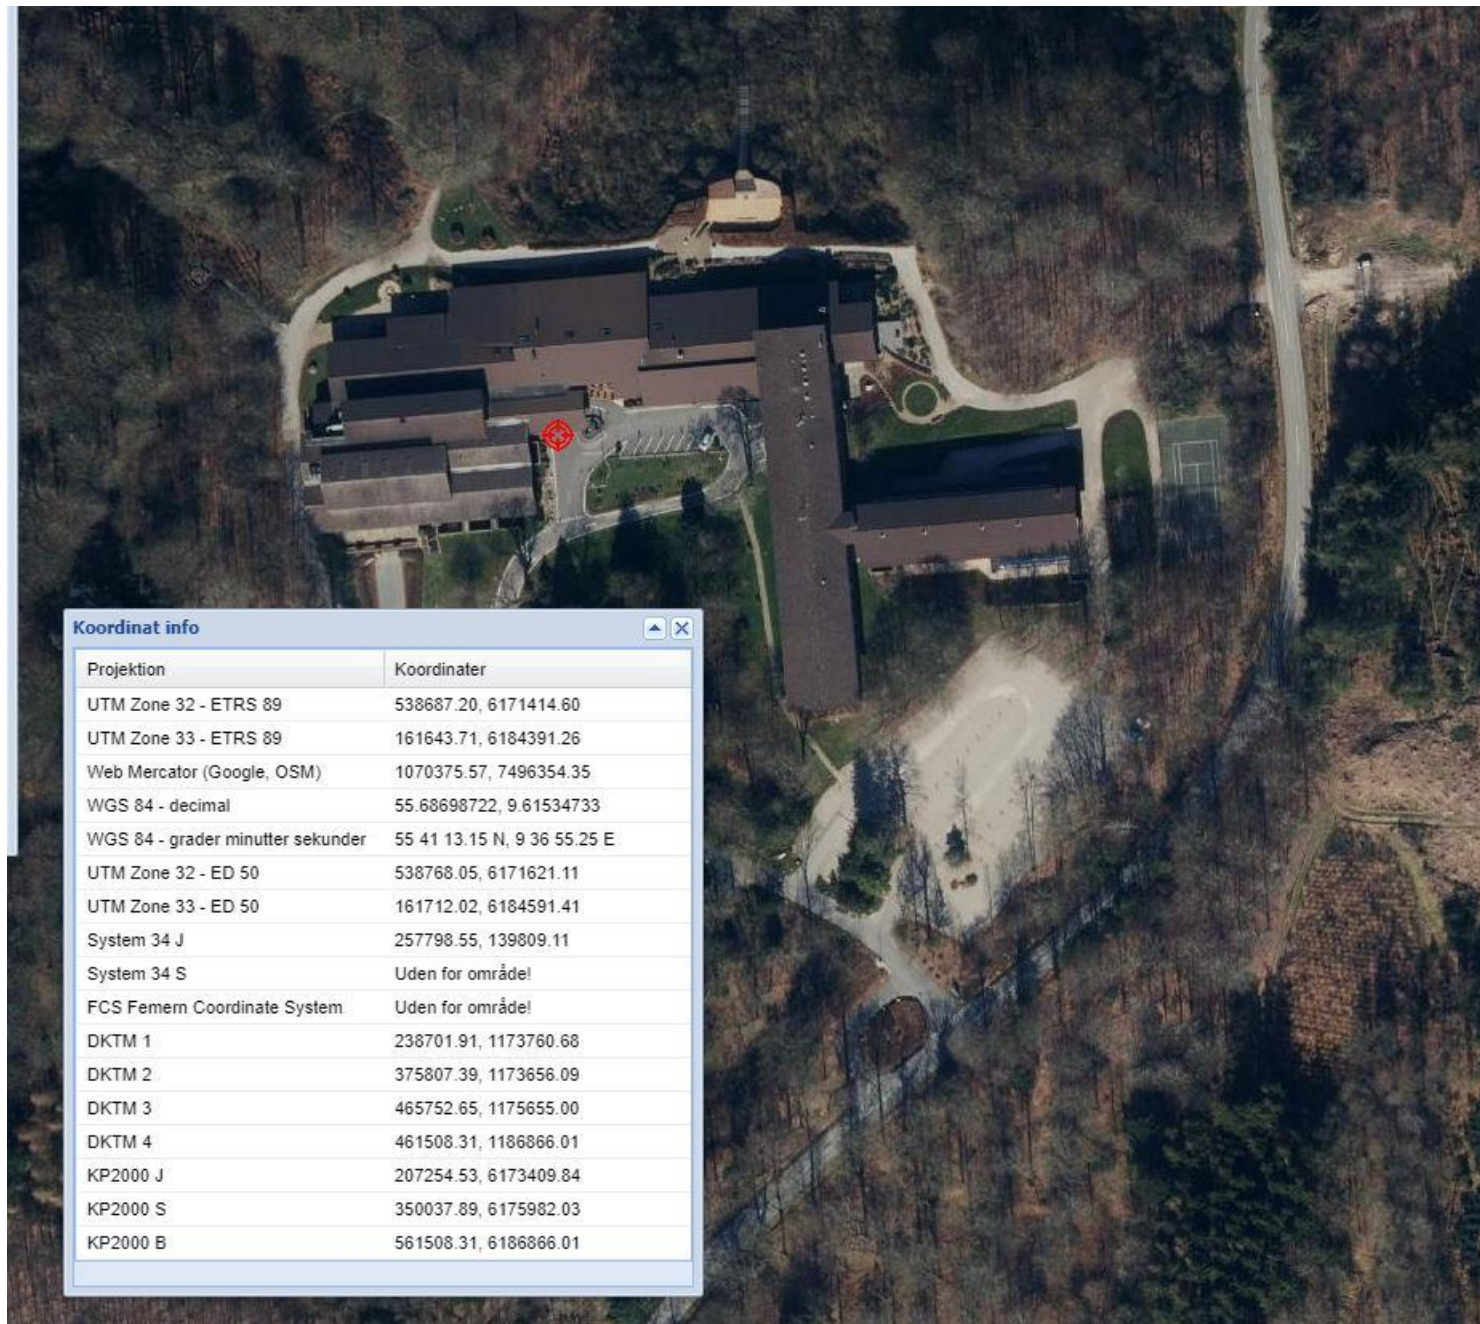 Koordinat info
Projektion Koordinater
UTM Zone 32 - ETRS 89 538687.20, 6171414.60
UTM Zone 33 - ETRS 89 161643.71, 6184391.26
Web Mercator (Google, OSM) 1070375.57, 7496354.35
WGS 84 - decimal 55.68698722, 9.61534733
WGS 84 - grader minutter sekunder 55 41 13.15 N, 9 36 55.25 E
UTM Zone 32 - ED 50 538768.05, 6171621.11
UTM Zone 33 - ED 50 161712.02, 6184591.41
System 34 J 257798.55, 139809.11
System 34 S Uden for område!
FCS Femern Coordinate System Uden for område!
DKTM 1 238701.91, 1173760.68
DKTM 2 375807.39, 1173656.09
DKTM 3 465752.65, 1175655.00
DKTM 4 461508.31, 1186866.01
KP2000 J 207254.53, 6173409.84
KP2000 S 350037.89, 6175982.03
KP2000 B 561508.31, 6186866.01